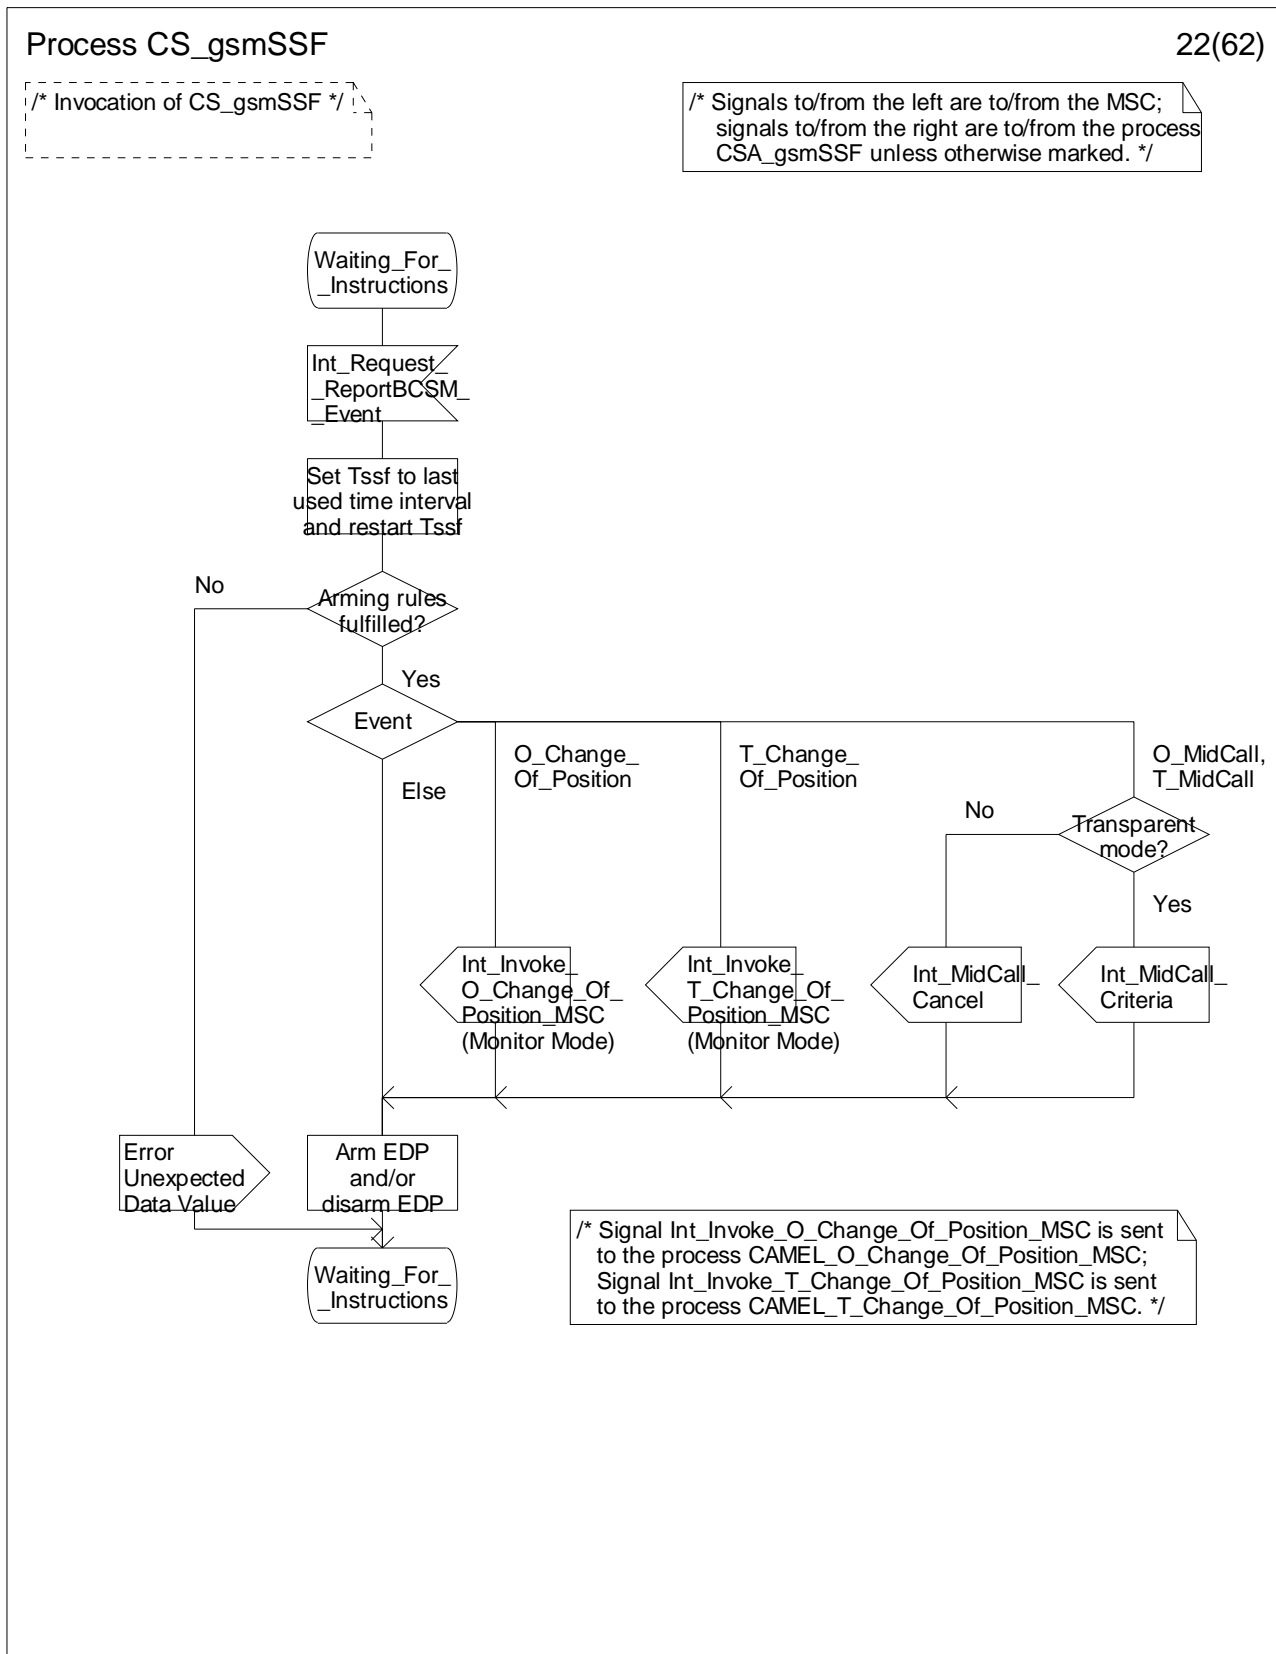 Process CS_gsmSSF
22(62)
/* Invocation of CS_gsmSSF */
/* Signals to/from the left are to/from the MSC;
signals to/from the right are to/from the process
CSA_gsmSSF unless otherwise marked. */
Waiting_For_
_Instructions
Int_Request_
_ReportBCSM_
_Event
Set Tssf to last
used time interval
and restart Tssf
No
Arming rules
fulfilled?
Yes
Event
O_Change_
Of_Position
T_Change_
Of_Position
O_MidCall,
T_MidCall
Else
No
Transparent
mode?
Yes
Int_Invoke_
O_Change_Of_
Position_MSC
(Monitor Mode)
Int_Invoke_
T_Change_Of_
Position_MSC
(Monitor Mode)
Int_MidCall_
Cancel
Int_MidCall_
Criteria
Error
Unexpected
Data Value
Arm EDP
and/or
disarm EDP
/* Signal Int_Invoke_O_Change_Of_Position_MSC is sent
to the process CAMEL_O_Change_Of_Position_MSC;
Signal Int_Invoke_T_Change_Of_Position_MSC is sent
to the process CAMEL_T_Change_Of_Position_MSC. */
Waiting_For_
_Instructions